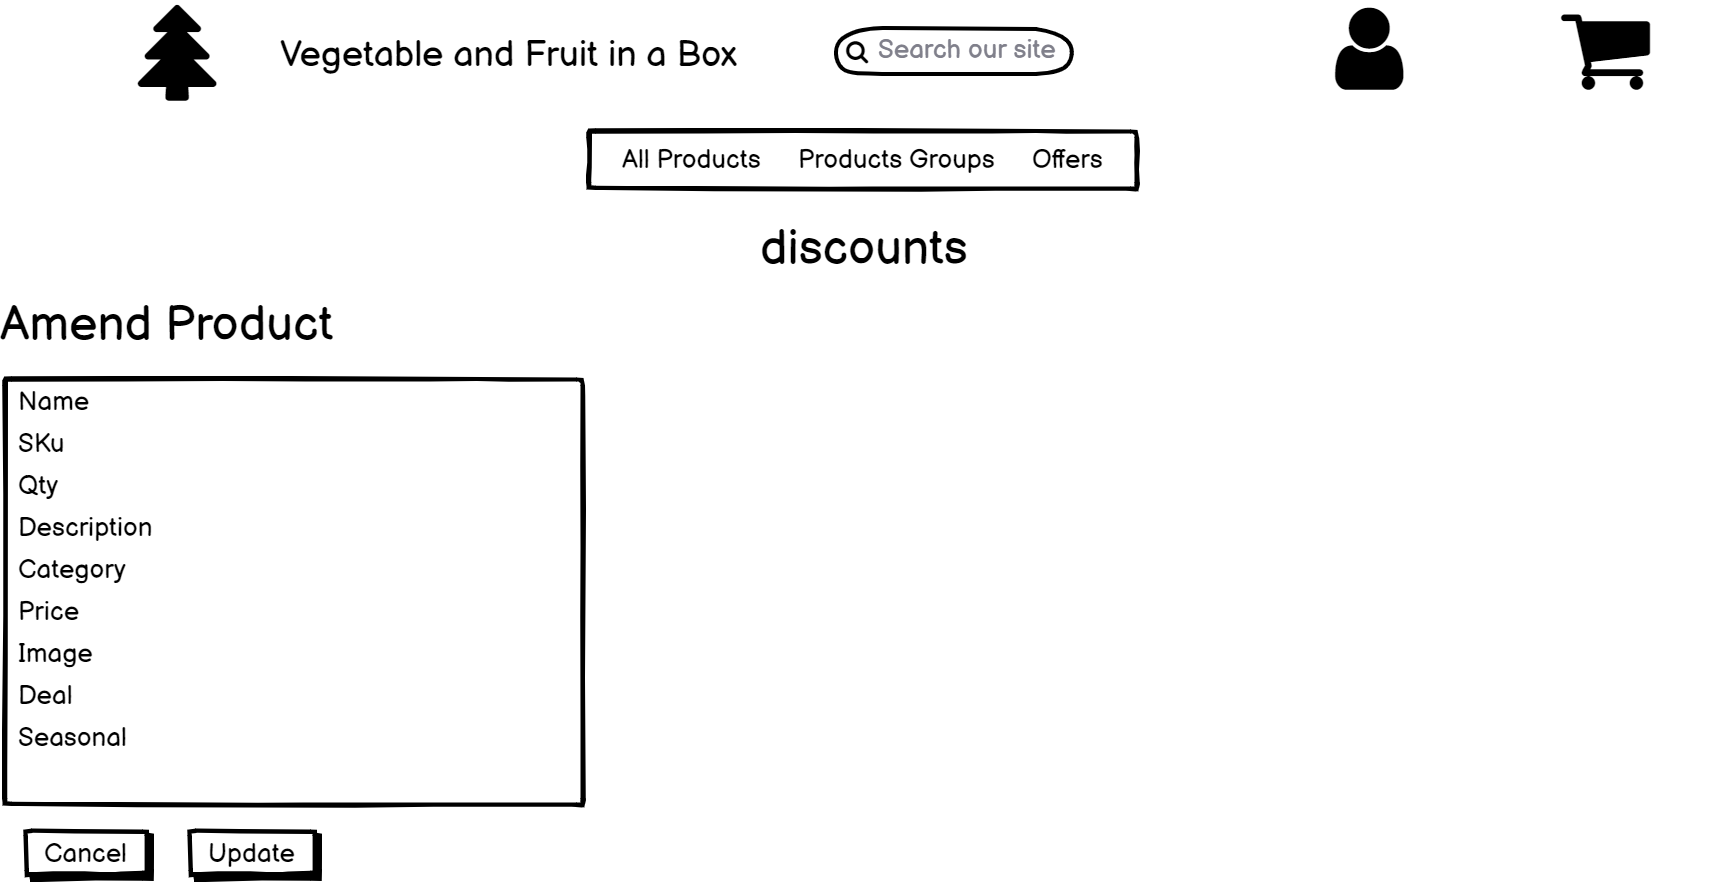 Vegetable and Fruit in a Box
Search our site
All Products Products Groups Offers
discounts
Amend Product
Name
SKu
Qty
Description
Category
Price
Image
Deal
Seasonal
Cancel Update